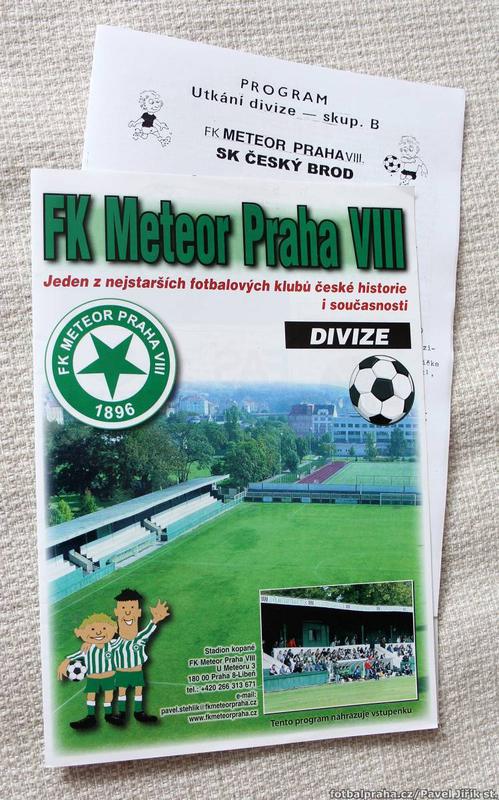 PROGRAM
Utkání divize — skup. B
FK METEOR PRAHA VIII.
SK ČESKÝ BROD
FK Meteor Praha VIII
Jeden z nejstarších fotbalových klubů české historie
i současnosti
DIVIZE
FK METEOR PRAHA VIII
1896
Stadion kopané
FK Meteor Praha VIII
U Meteoru 3
180 00 Praha 8-Libeň
tel.: +420 266 313 671
e-mail:
pavel.stehlik@fkmeteorpraha.cz
www.fkmeteorpraha.cz
Tento program nahrazuje vstupenku
fotbalpraha.cz/ Pavel Jiřík st.